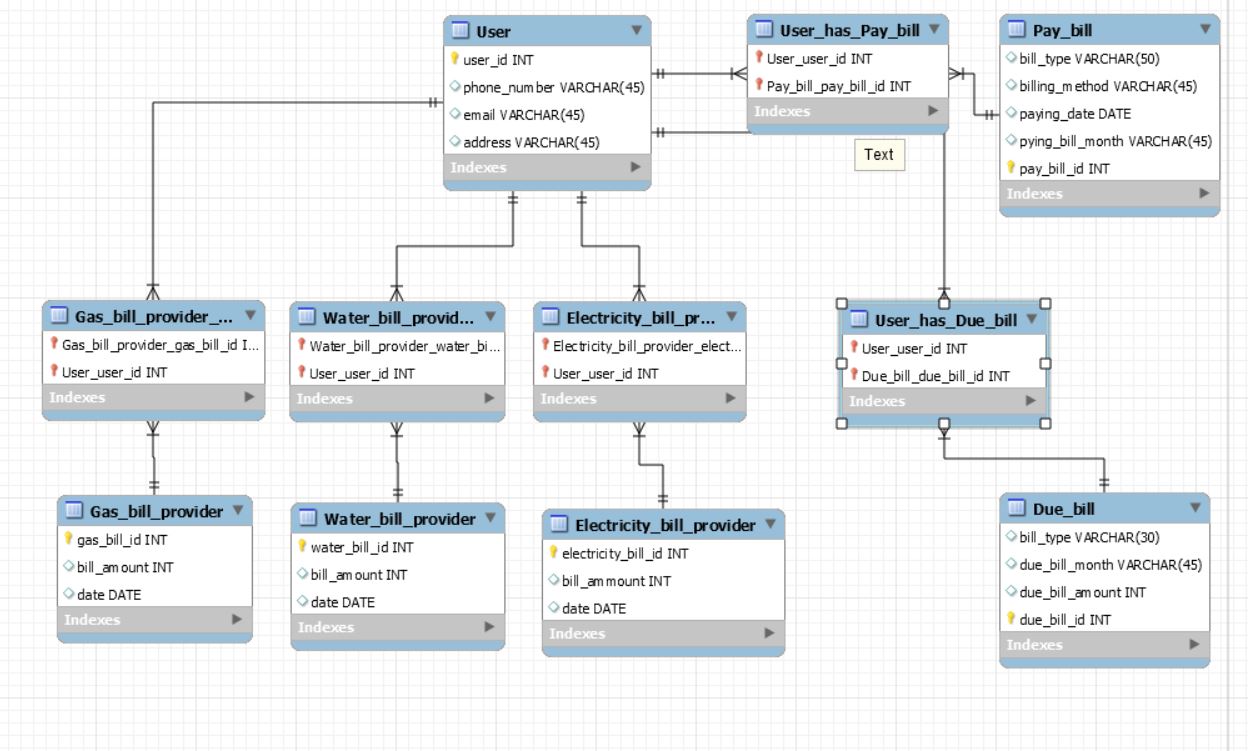 User
user_id INT
phone_number VARCHAR(45)
email VARCHAR(45)
address VARCHAR(45)
Indexes
User_has_Pay_bill
User_user_id INT
Pay_bill_pay_bill_id INT
Indexes
Text
Pay_bill
bill_type VARCHAR(50)
billing_method VARCHAR(45)
paying_date DATE
pying_bill_month VARCHAR(45)
pay_bill_id INT
Indexes
Gas_bill_provider_...
Gas_bill_provider_gas_bill_id I...
User_user_id INT
Indexes
Water_bill_provid...
Water_bill_provider_water_bi...
User_user_id INT
Indexes
Electricity_bill_pr...
Electricity_bill_provider_elect...
User_user_id INT
Indexes
User_has_Due_bill
User_user_id INT
Due_bill_due_bill_id INT
Indexes
Gas_bill_provider
gas_bill_id INT
bill_amount INT
date DATE
Indexes
Water_bill_provider
water_bill_id INT
bill_amount INT
date DATE
Indexes
Electricity_bill_provider
electricity_bill_id INT
bill_ammount INT
date DATE
Indexes
Due_bill
bill_type VARCHAR(30)
due_bill_month VARCHAR(45)
due_bill_amount INT
due_bill_id INT
Indexes